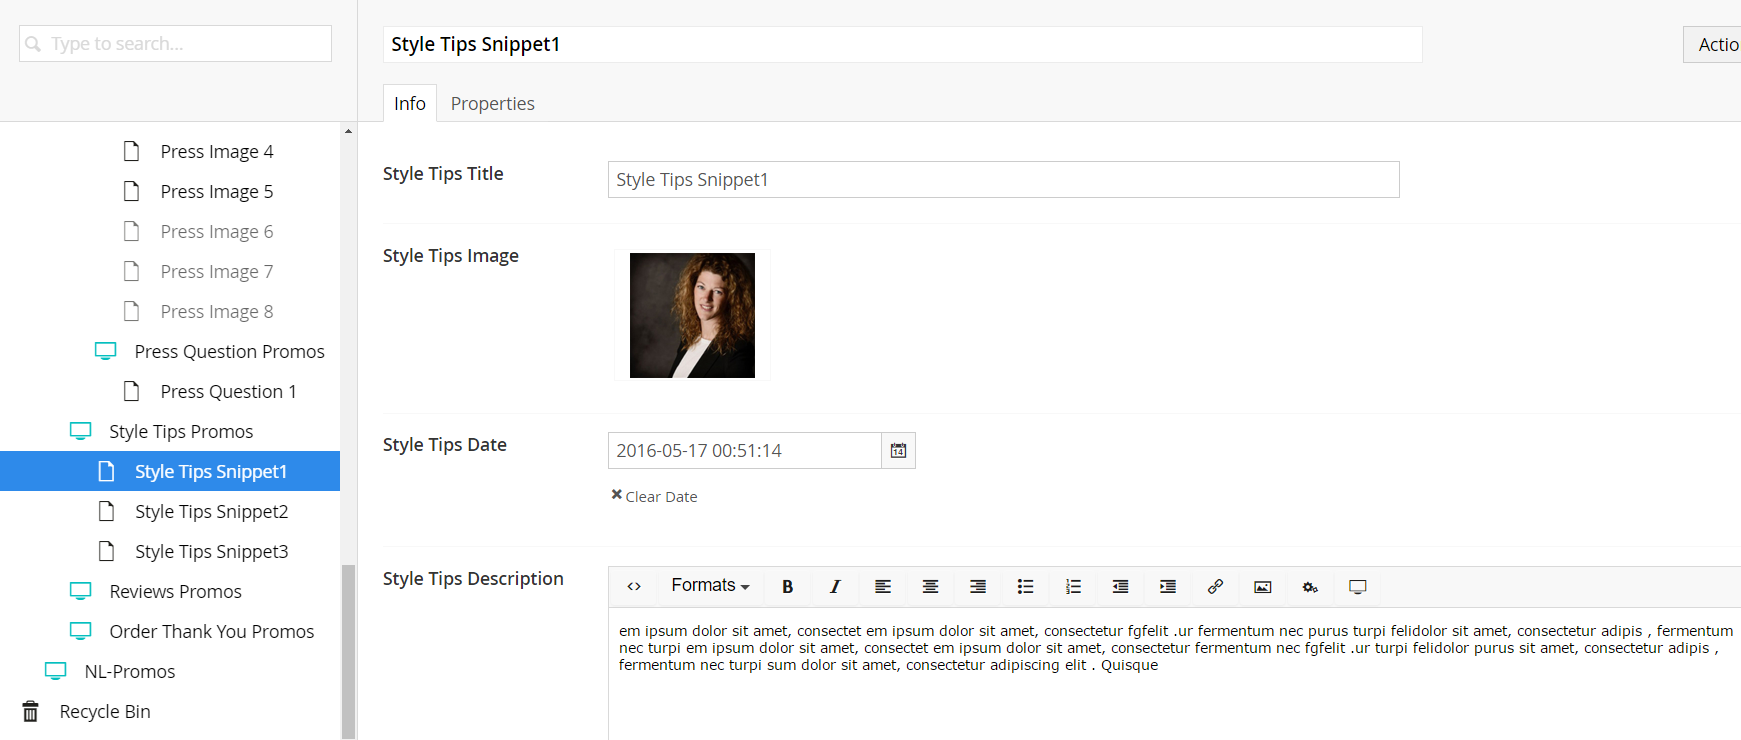 Type to search...
Style Tips Snippet1
Actio
Info
Properties
Press Image 4
Press Image 5
Press Image 6
Press Image 7
Press Image 8
Press Question Promos
Press Question 1
Style Tips Promos
Style Tips Snippet1
Style Tips Snippet2
Style Tips Snippet3
Reviews Promos
Order Thank You Promos
NL-Promos
Recycle Bin
Style Tips Title
Style Tips Snippet1
Style Tips Image
Style Tips Date
2016-05-17 00:51:14
14
Clear Date
Style Tips Description
Formats
B
I
em ipsum dolor sit amet, consectet em ipsum dolor sit amet, consectetur fgfelit .ur fermentum nec purus turpi felidolor sit amet, consectetur adipis , fermentum
nec turpi em ipsum dolor sit amet, consectet em ipsum dolor sit amet, consectetur fermentum nec fgfelit .ur turpi felidolor purus sit amet, consectetur adipis ,
fermentum nec turpi sum dolor sit amet, consectetur adipiscing elit . Quisque